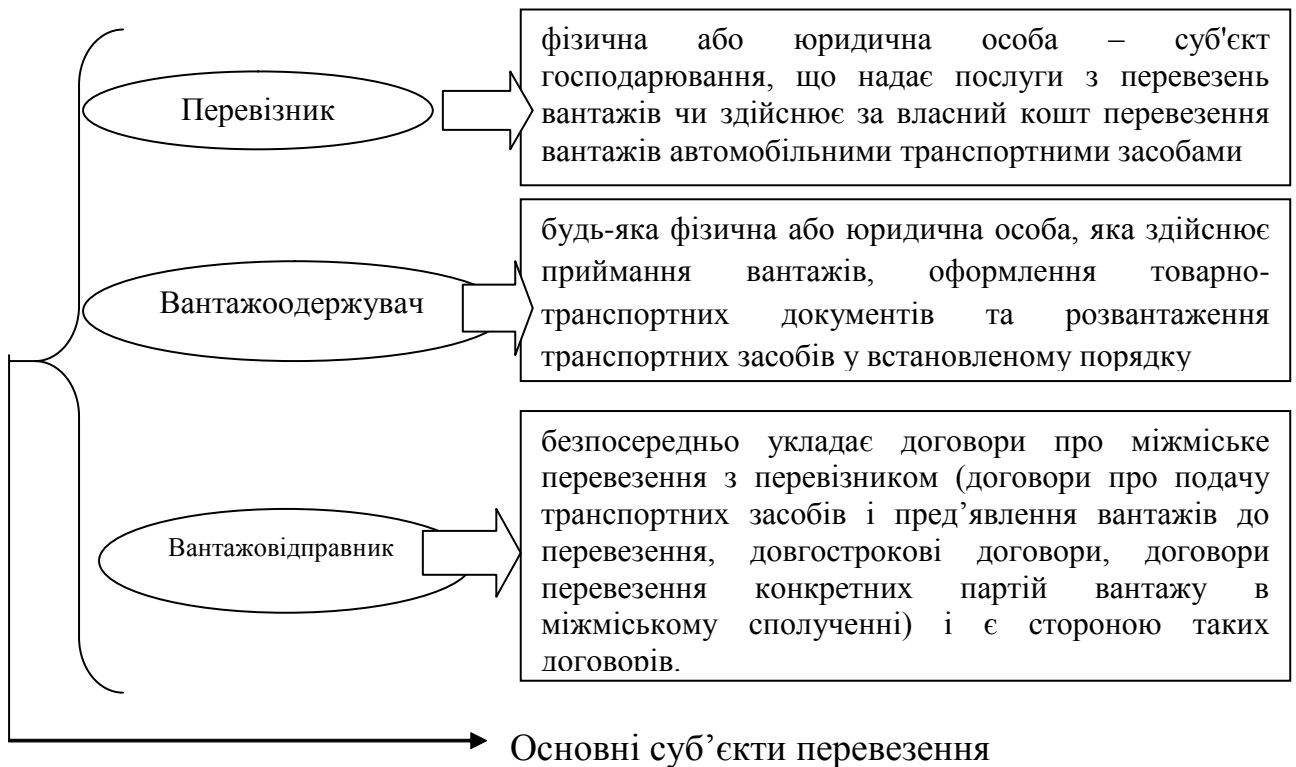 Перевізник
фізична або юридична особа – суб'єкт
господарювання, що надає послуги з перевезень
вантажів чи здійснює за власний кошт перевезення
вантажів автомобільними транспортними засобами
Вантажоодержувач
будь-яка фізична або юридична особа, яка здійснює
приймання вантажів, оформлення товарно-
транспортних документів та розвантаження
транспортних засобів у встановленому порядку
Вантажовідправник
безпосередньо укладає договори про міжміське
перевезення з перевізником (договори про подачу
транспортних засобів і пред’явлення вантажів до
перевезення, довгострокові договори, договори
перевезення конкретних партій вантажу в
міжміському сполученні) і є стороною таких
договорів.
Основні суб’єкти перевезення